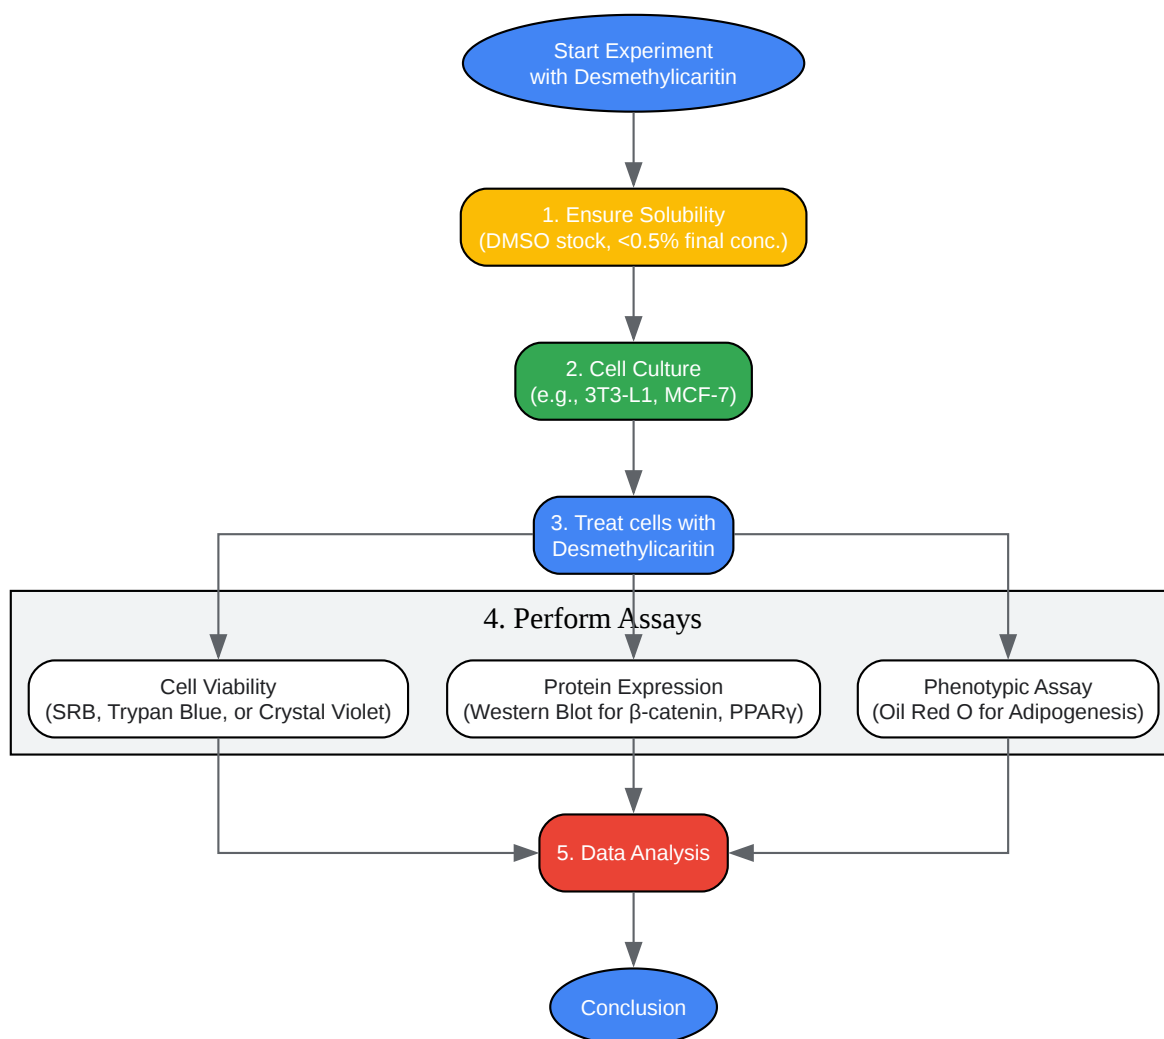 Start Experiment
with Desmethylicaritin
1. Ensure Solubility
(DMSO stock, <0.5% final conc.)
2. Cell Culture
(e.g., 3T3-L1, MCF-7)
3. Treat cells with
Desmethylicaritin
4. Perform Assays
Cell Viability
(SRB, Trypan Blue, or Crystal Violet)
Protein Expression
(Western Blot for β-catenin, PPARγ)
Phenotypic Assay
(Oil Red O for Adipogenesis)
5. Data Analysis
Conclusion